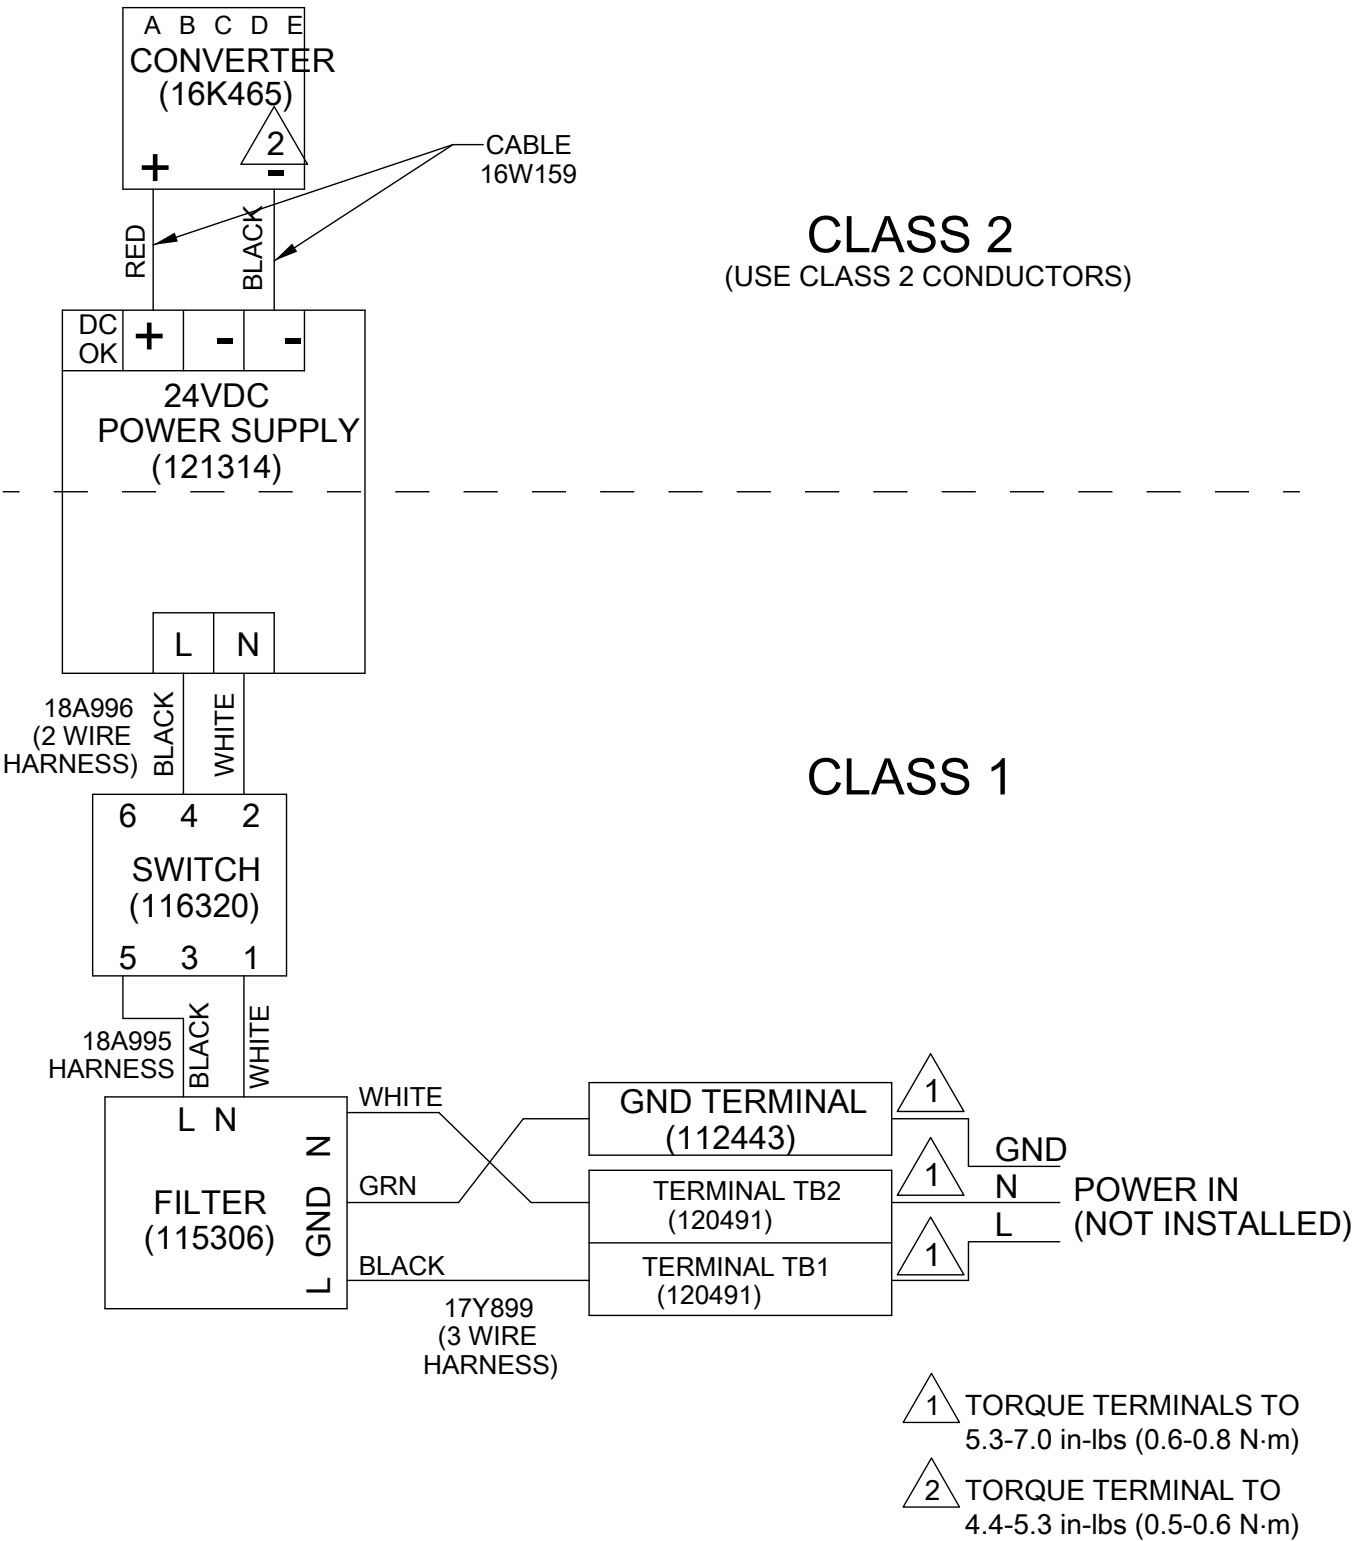 A B C D E
CONVERTER
(16K465)
2
+ -
CABLE
16W159
RED
BLACK
CLASS 2
(USE CLASS 2 CONDUCTORS)
DC
OK
+ - -
24VDC
POWER SUPPLY
(121314)
L N
18A996
(2 WIRE
HARNESS)
BLACK
WHITE
CLASS 1
6 4 2
SWITCH
(116320)
5 3 1
18A995
HARNESS
BLACK
WHITE
L N
FILTER
(115306)
L GND N
WHITE
GRN
BLACK
17Y899
(3 WIRE
HARNESS)
GND TERMINAL
(112443)
TERMINAL TB2
(120491)
TERMINAL TB1
(120491)
1
1
1
GND
N
L
POWER IN
(NOT INSTALLED)
1 TORQUE TERMINALS TO
5.3-7.0 in-lbs (0.6-0.8 N·m)
2 TORQUE TERMINAL TO
4.4-5.3 in-lbs (0.5-0.6 N·m)